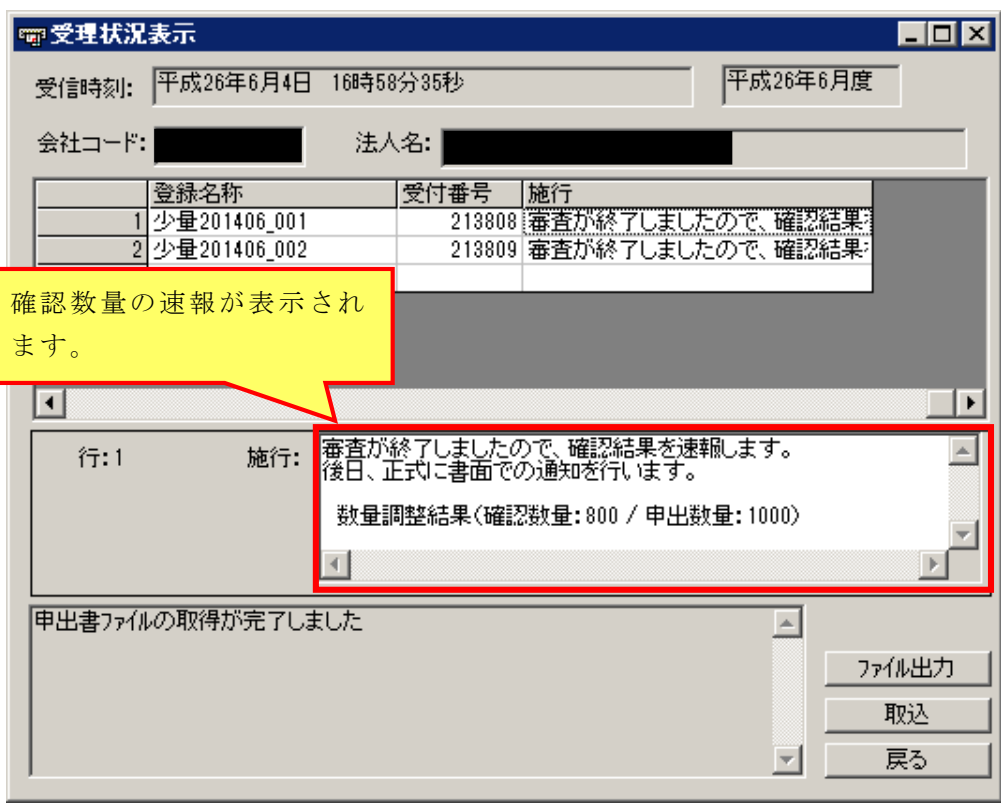 受理状況表示
受信時刻: 平成26年6月4日 16時58分35秒 平成26年6月度
会社コード: 法人名:
登録名称 受付番号 施行
1 少量201406_001 213808 審査が終了しましたので、確認結果
2 少量201406_002 213809 審査が終了しましたので、確認結果
確認数量の速報が表示され
ます。
行:1 施行:
審査が終了しましたので、確認結果を速報します。
後日、正式に書面での通知を行います。
数量調整結果(確認数量:800 / 申出数量:1000)
申出書ファイルの取得が完了しました
ファイル出力
取込
戻る